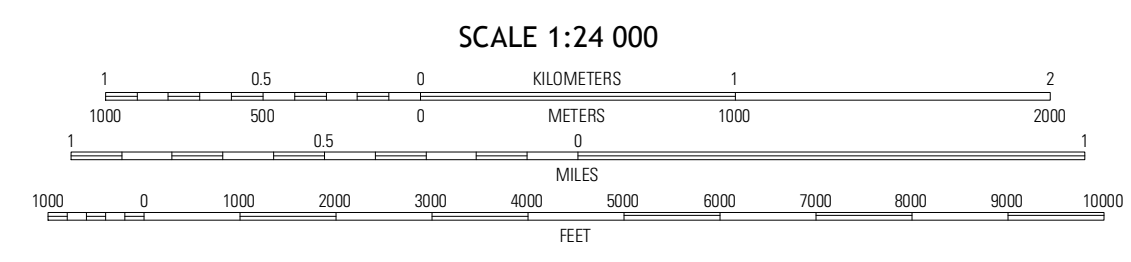 SCALE 1:24 000
1 0.5 0 KILOMETERS 1 2
1000 500 0 METERS 1000 2000
1 0.5 0 1
MILES
1000 0 1000 2000 3000 4000 5000 6000 7000 8000 9000 10000
FEET